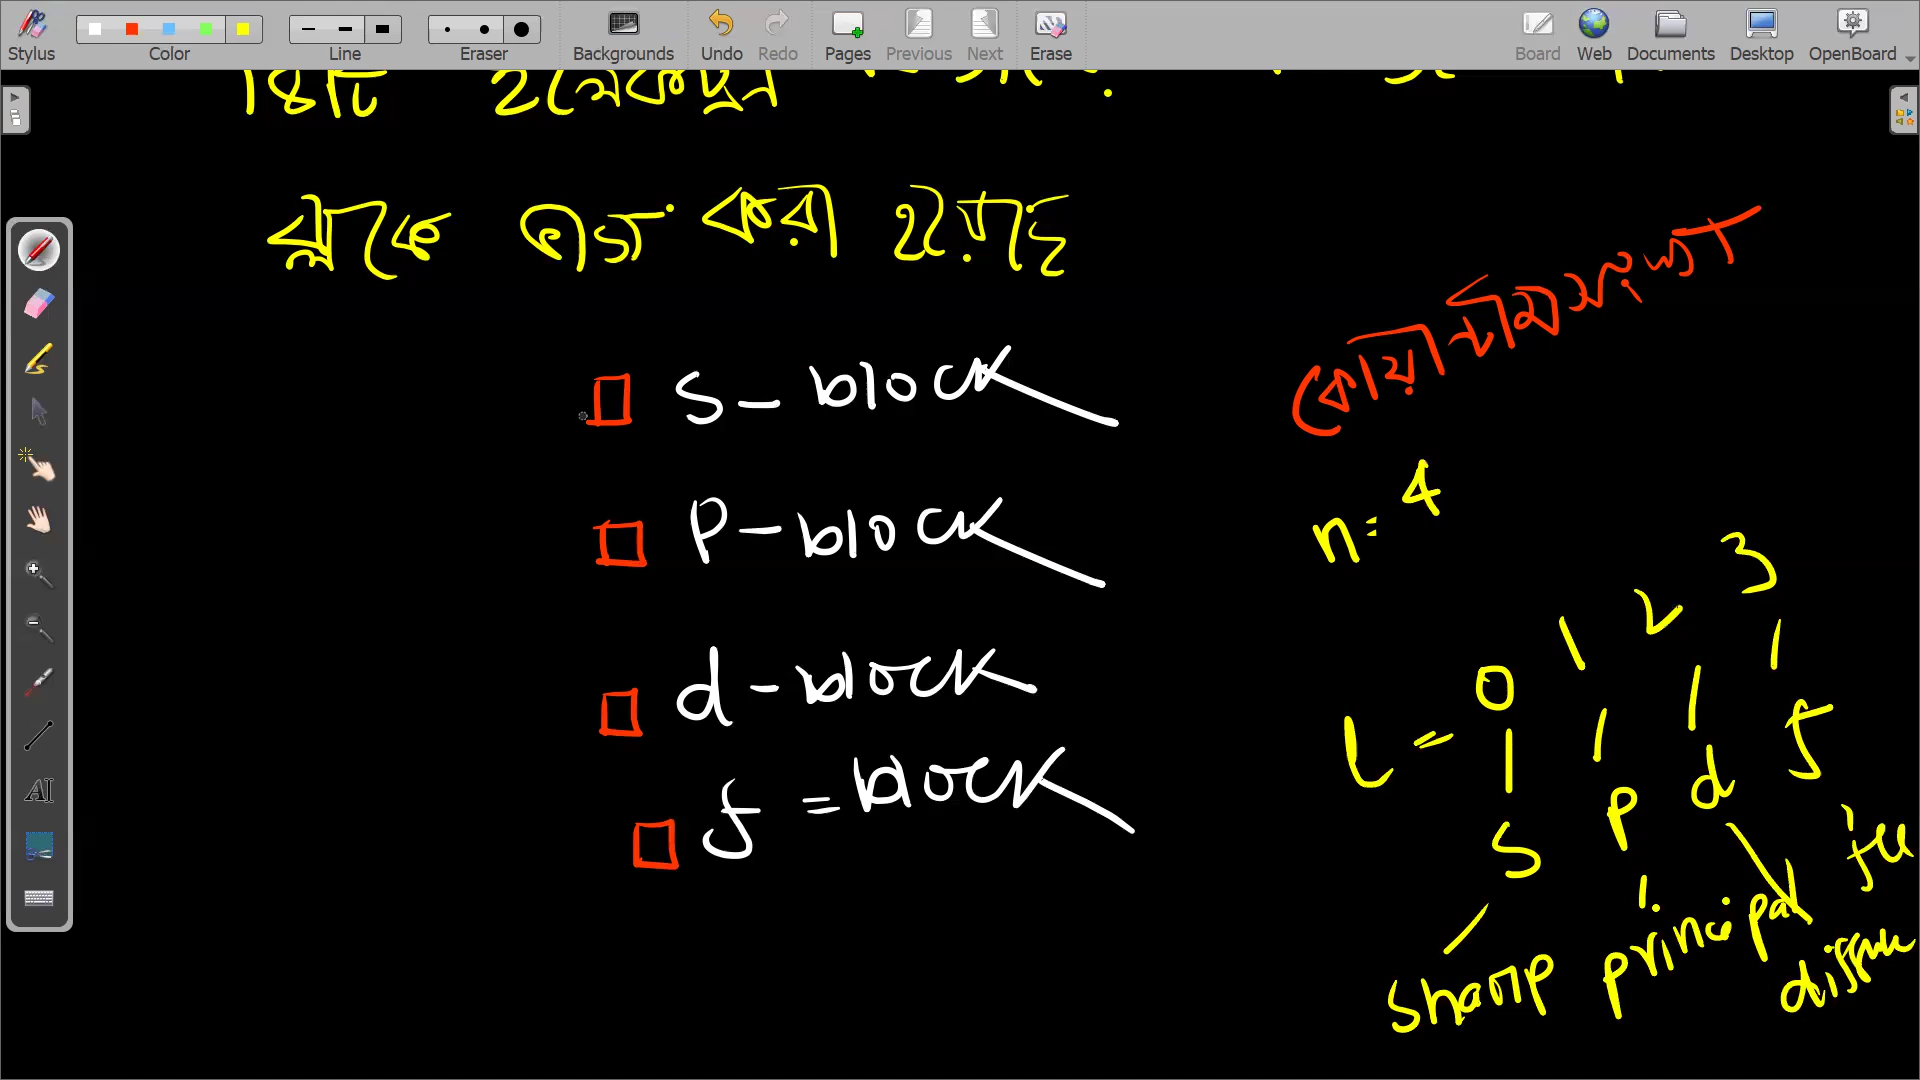 Stylus Color Line Eraser Backgrounds Undo Redo Pages Previous Next Erase Board Web Documents Desktop OpenBoard
ব্লকে ভাগ করা হয়েছে
S - block
P - block
d - block
f = block
কোয়ান্টাম সংখ্যা
n = 4
l = 0 1 2 3
s p d f
sharp principal diffuse